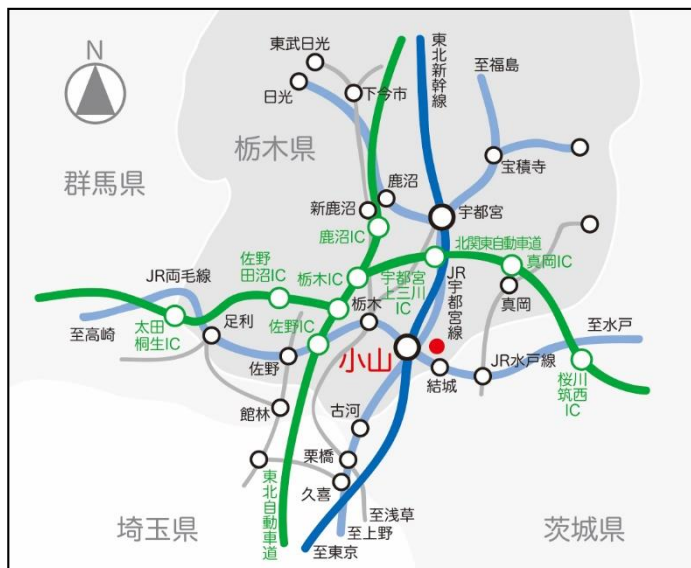 N
東武日光
日光
下今市
東北新幹線
至福島
栃木県
群馬県
宝積寺
鹿沼
新鹿沼
宇都宮
鹿沼IC
北関東自動車道
JR両毛線
佐野
田沼IC
栃木IC
宇都宮
上三川
IC
JR宇都宮線
真岡IC
真岡
至高崎
太田
桐生IC
足利
佐野IC
栃木
至水戸
小山
佐野
結城
JR水戸線
桜川
筑西
IC
館林
古河
栗橋
久喜
東北自動車道
至浅草
至上野
至東京
埼玉県
茨城県